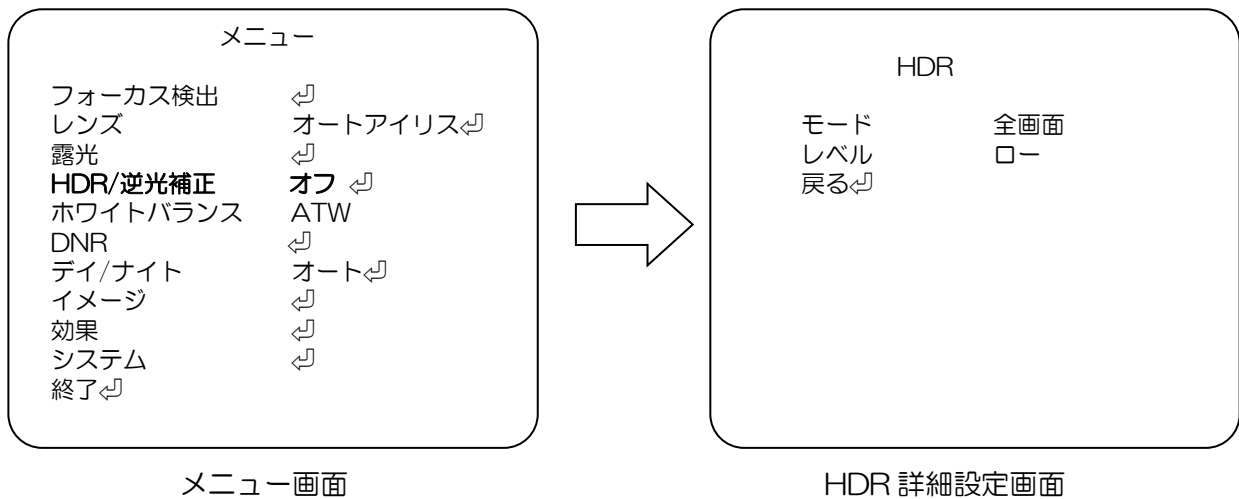 メニュー
フォーカス検出 ⏎
レンズ オートアイリス⏎
露光 ⏎
HDR/逆光補正 オフ ⏎
ホワイトバランス ATW
DNR ⏎
デイ/ナイト オート⏎
イメージ ⏎
効果 ⏎
システム ⏎
終了⏎
メニュー画面
HDR
モード 全画面
レベル ロー
戻る⏎
HDR 詳細設定画面